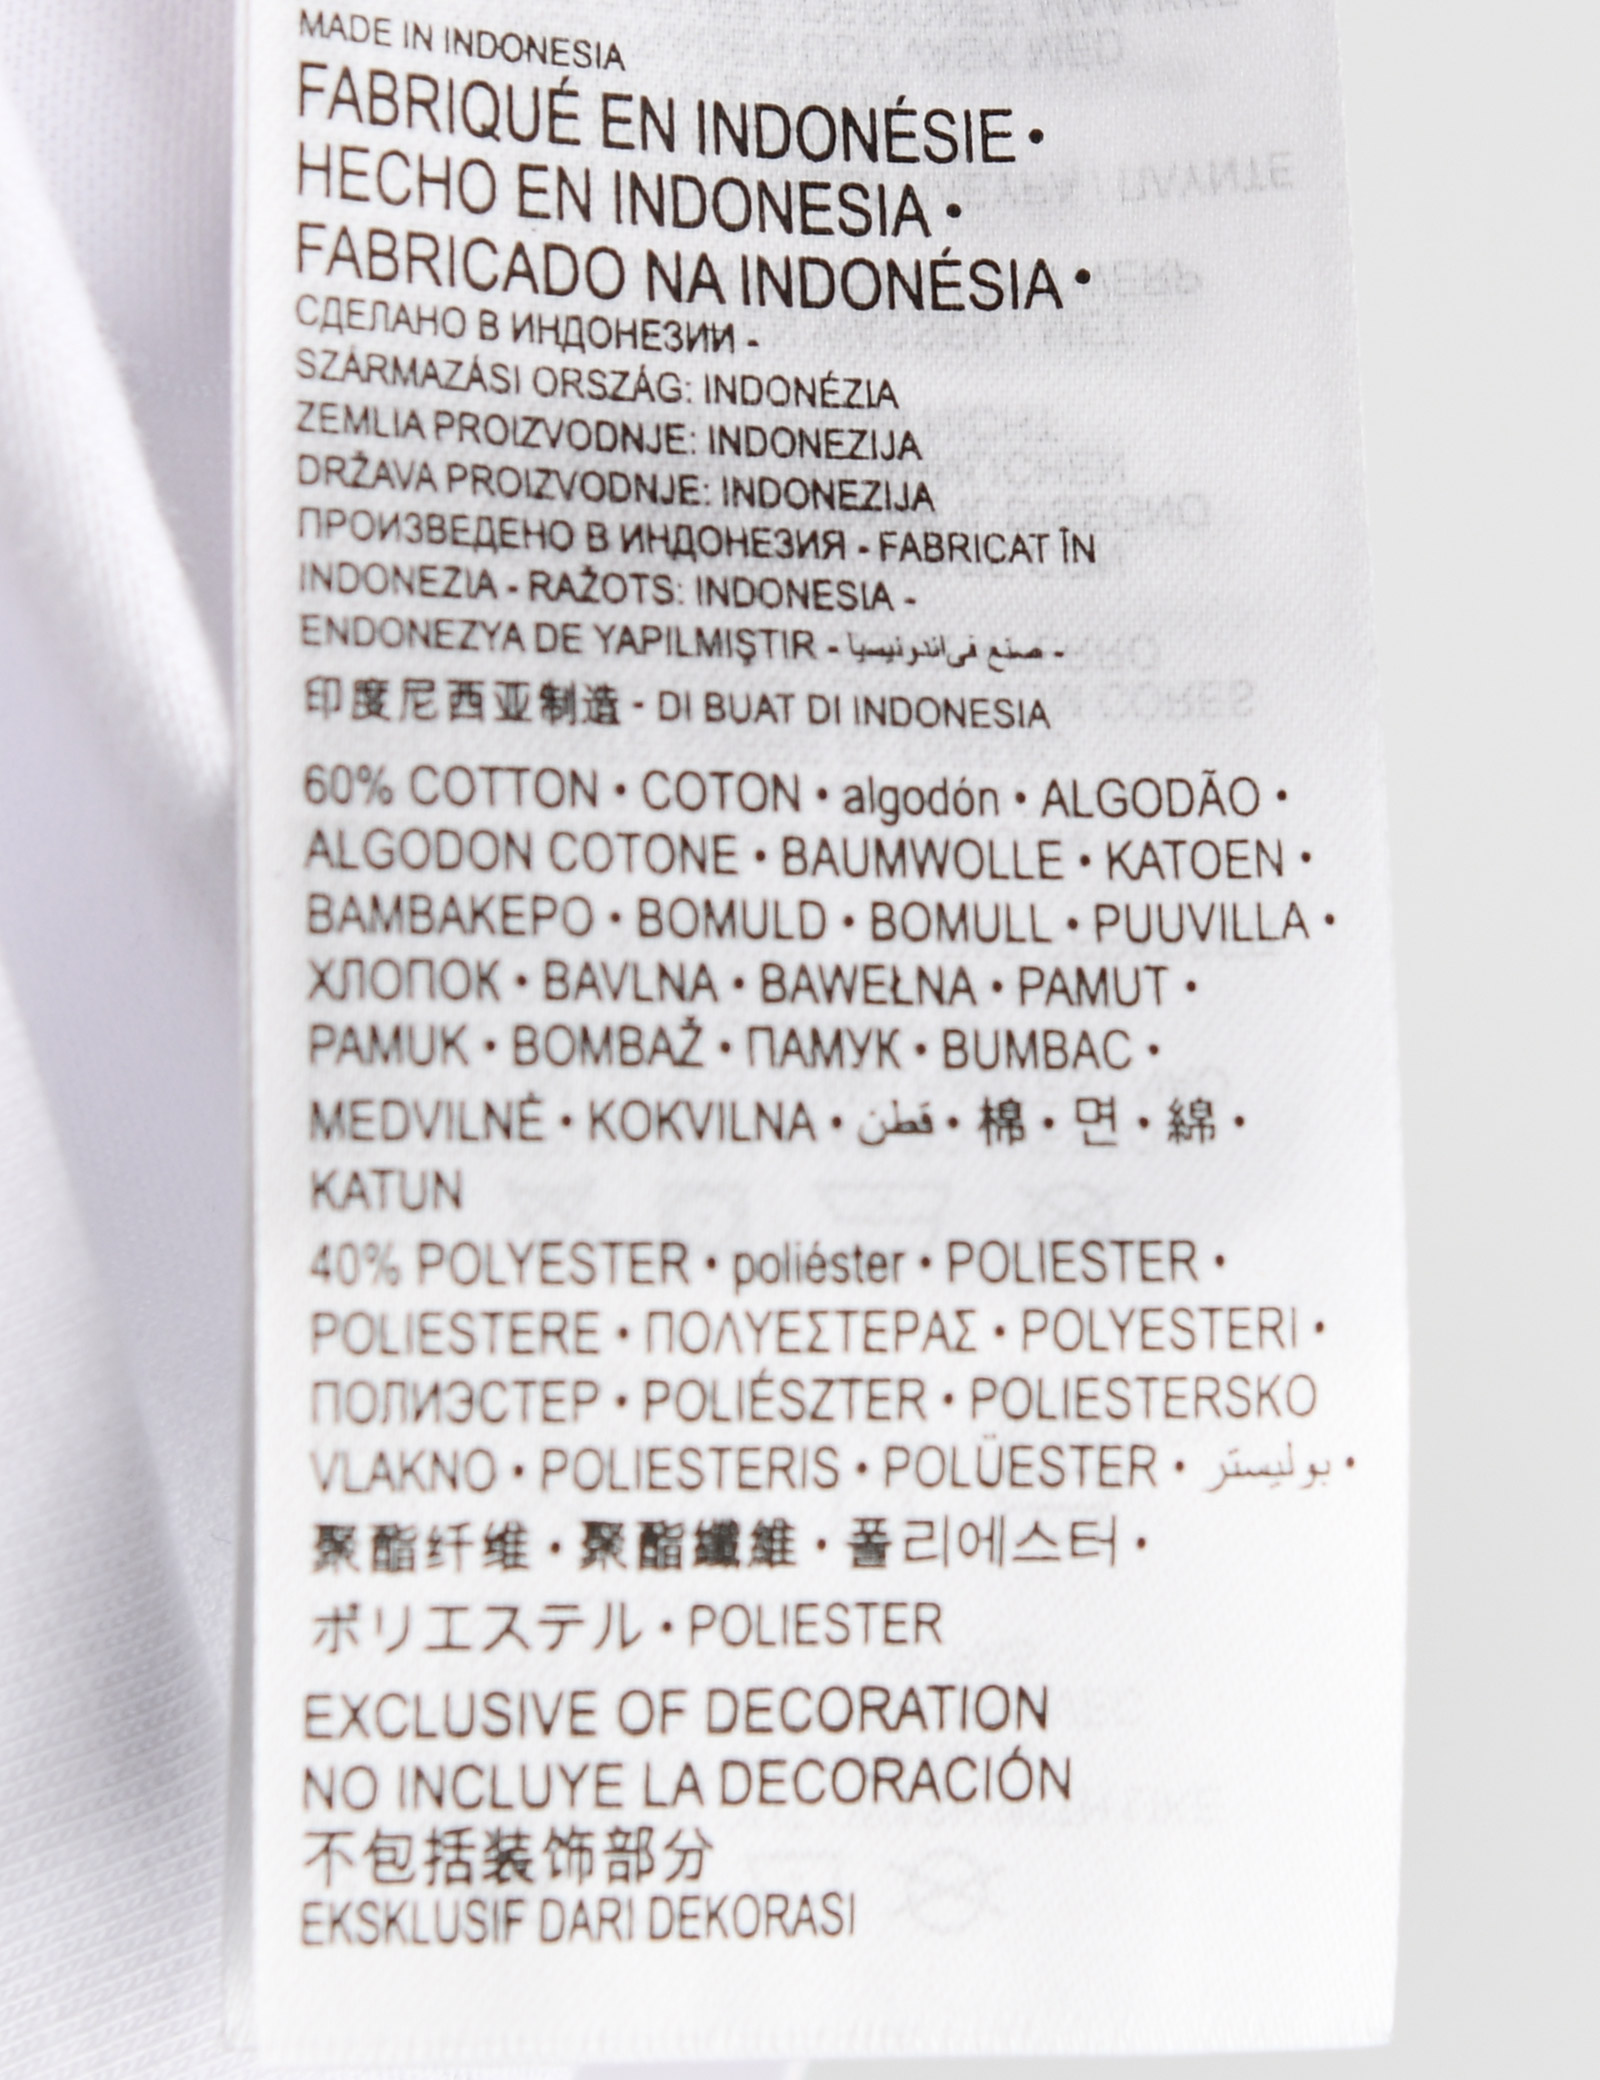 MADE IN INDONESIA
FABRIQUÉ EN INDONÉSIE •
HECHO EN INDONESIA •
FABRICADO NA INDONÉSIA •
СДЕЛАНО В ИНДОНЕЗИИ -
SZÁRMAZÁSI ORSZÁG: INDONÉZIA
ZEMLIA PROIZVODNJE: INDONEZIJA
DRŽAVA PROIZVODNJE: INDONEZIJA
ПРОИЗВЕДЕНО В ИНДОНЕЗИЯ - FABRICAT ÎN
INDONEZIA - RAŽOTS: INDONESIA -
ENDONEZYA DE YAPILMIŞTIR - صنع في اندونيسيا -
印度尼西亚制造 - DI BUAT DI INDONESIA
60% COTTON • COTON • algodón • ALGODÃO •
ALGODON COTONE • BAUMWOLLE • KATOEN •
BAMBAKEPO • BOMULD • BOMULL • PUUVILLA •
ХЛОПОК • BAVLNA • BAWEŁNA • PAMUT •
PAMUK • BOMBAŽ • ПАМУК • BUMBAC •
MEDVILNĖ • KOKVILNA • قطن • 棉 • 면 • 綿 •
KATUN
40% POLYESTER • poliéster • POLIESTER •
POLIESTERE • ΠΟΛΥΕΣΤΕΡΑΣ • POLYESTERI •
ПОЛИЭСТЕР • POLIÉSZTER • POLIESTERSKO
VLAKNO • POLIESTERIS • POLÜESTER • بوليستر •
聚酯纤维 • 聚酯纖維 • 폴리에스터 •
ポリエステル • POLIESTER
EXCLUSIVE OF DECORATION
NO INCLUYE LA DECORACIÓN
不包括装饰部分
EKSKLUSIF DARI DEKORASI